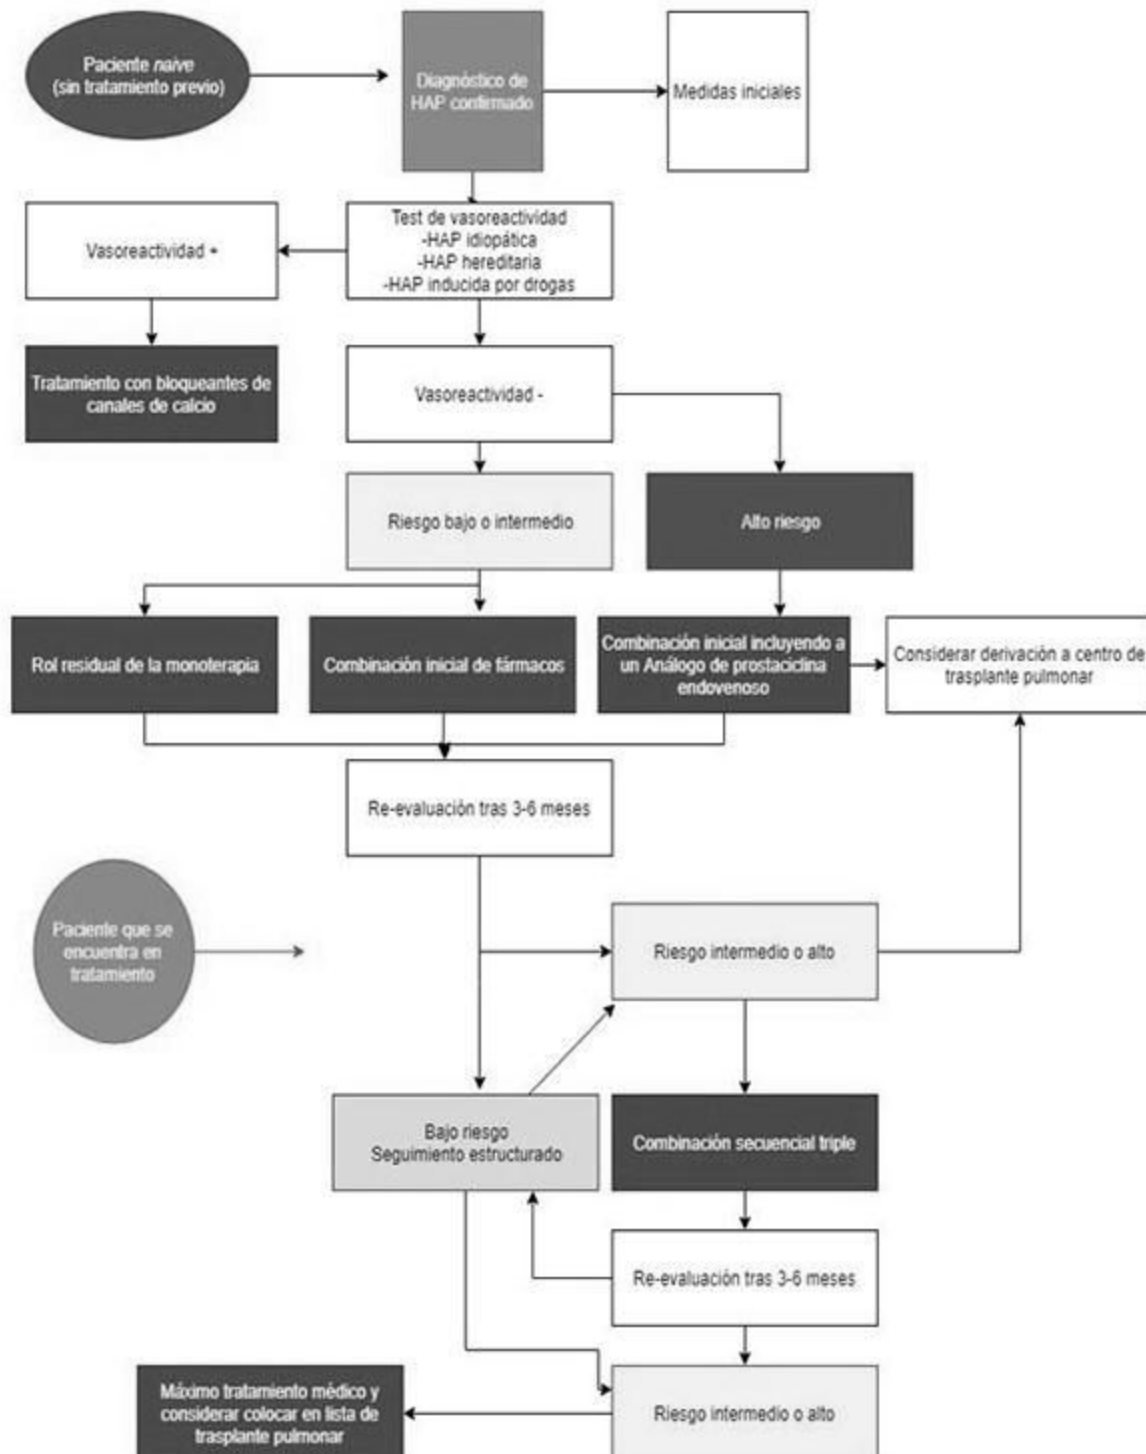 Paciente naive
(sin tratamiento previo)
Diagnóstico de
HAP confirmado
Medidas iniciales
Test de vasoreactividad
-HAP idiopática
-HAP hereditaria
-HAP inducida por drogas
Vasoreactividad +
Tratamiento con bloqueantes de
canales de calcio
Vasoreactividad -
Riesgo bajo o intermedio
Alto riesgo
Rol residual de la monoterapia
Combinación inicial de fármacos
Combinación inicial incluyendo a
un Análogo de prostaciclina
endovenoso
Considerar derivación a centro de
trasplante pulmonar
Re-evaluación tras 3-6 meses
Paciente que se
encuentra en
tratamiento
Riesgo intermedio o alto
Bajo riesgo
Seguimiento estructurado
Combinación secuencial triple
Re-evaluación tras 3-6 meses
Riesgo intermedio o alto
Máximo tratamiento médico y
considerar colocar en lista de
trasplante pulmonar